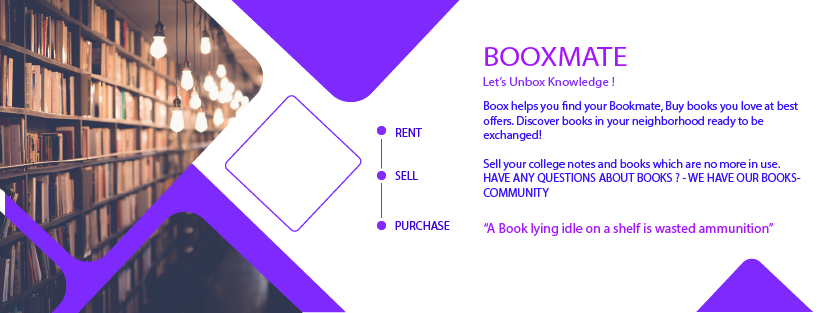 BOOXMATE
Let's Unbox Knowledge !
Boox helps you find your Bookmate, Buy books you love at best
offers. Discover books in your neighborhood ready to be
exchanged!
Sell your college notes and books which are no more in use.
HAVE ANY QUESTIONS ABOUT BOOKS ? - WE HAVE OUR BOOKS-
COMMUNITY
“A Book lying idle on a shelf is wasted ammunition”
RENT
SELL
PURCHASE